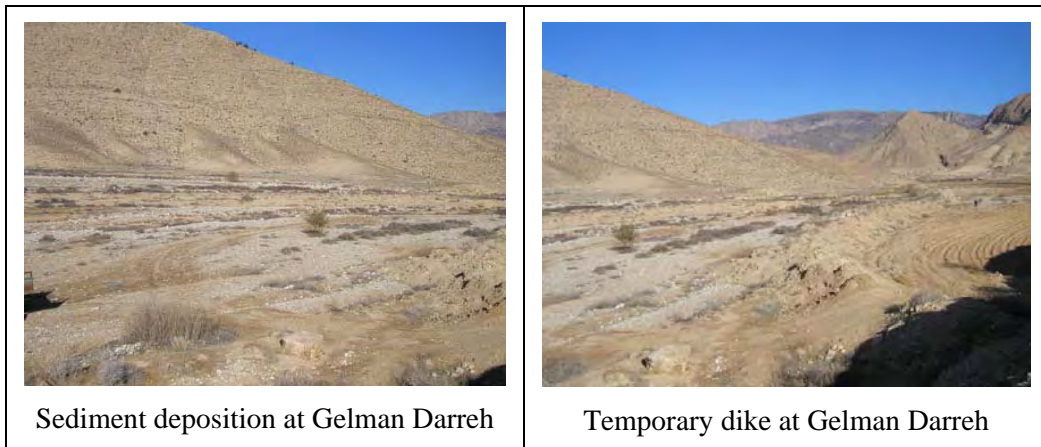 Sediment deposition at Gelman Darreh
Temporary dike at Gelman Darreh